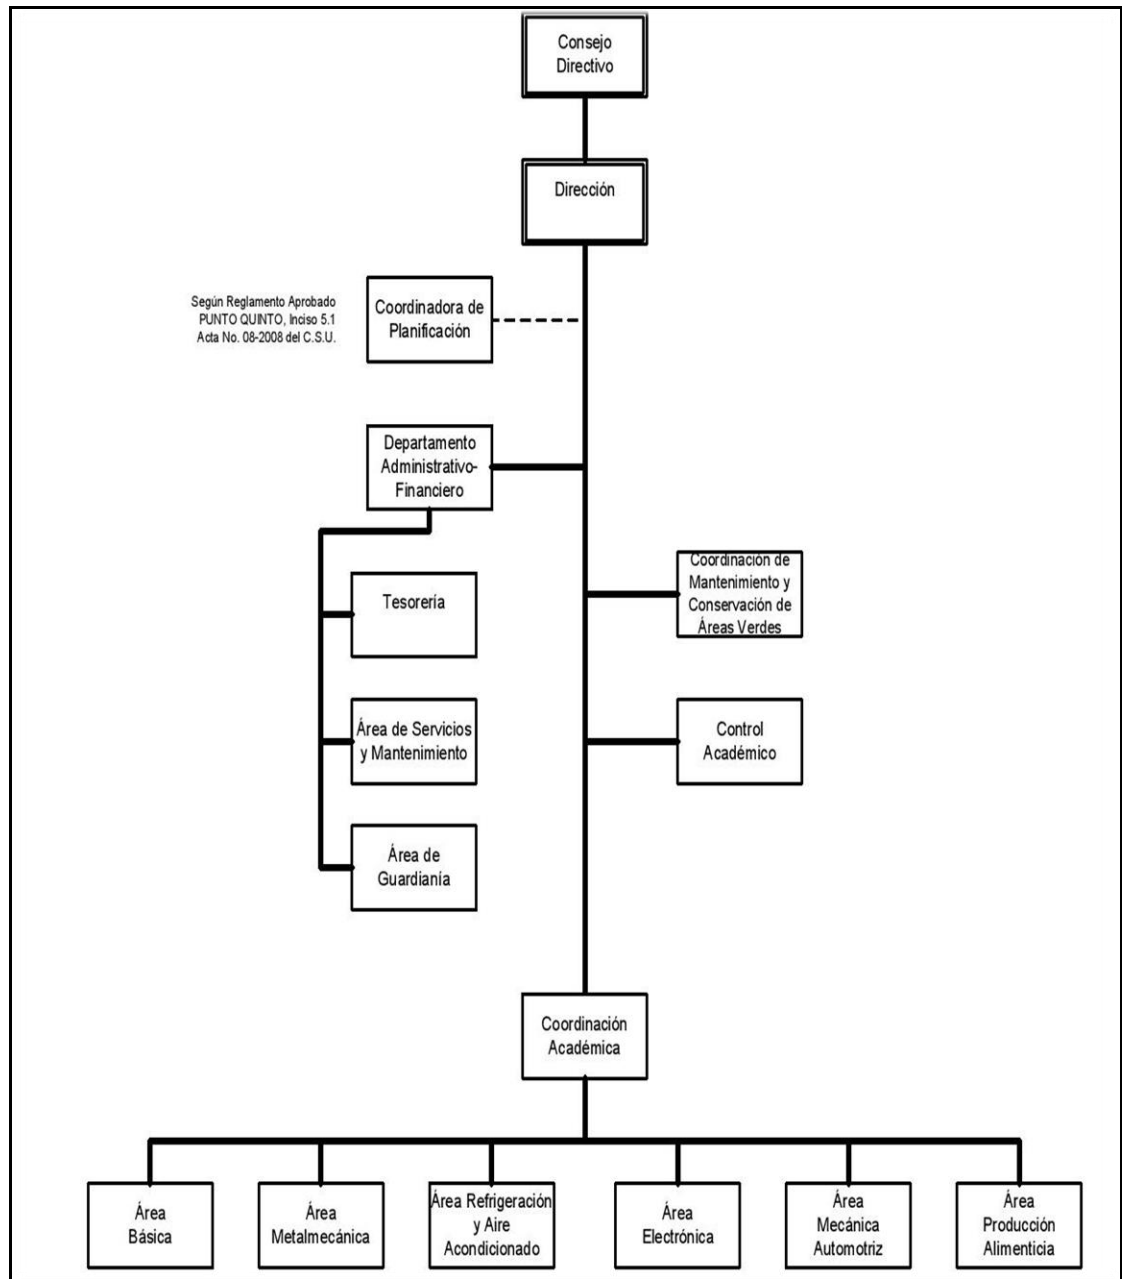 Consejo
Directivo
Dirección
Según Reglamento Aprobado
PUNTO QUINTO, Inciso 5.1
Acta No. 08-2008 del C.S.U.
Coordinadora de
Planificación
Departamento
Administrativo-
Financiero
Coordinación de
Mantenimiento y
Conservación de
Áreas Verdes
Tesorería
Área de Servicios
y Mantenimiento
Control
Académico
Área de
Guardianía
Coordinación
Académica
Área
Básica
Área
Metalmecánica
Área Refrigeración
y Aire
Acondicionado
Área
Electrónica
Área
Mecánica
Automotriz
Área
Producción
Alimenticia